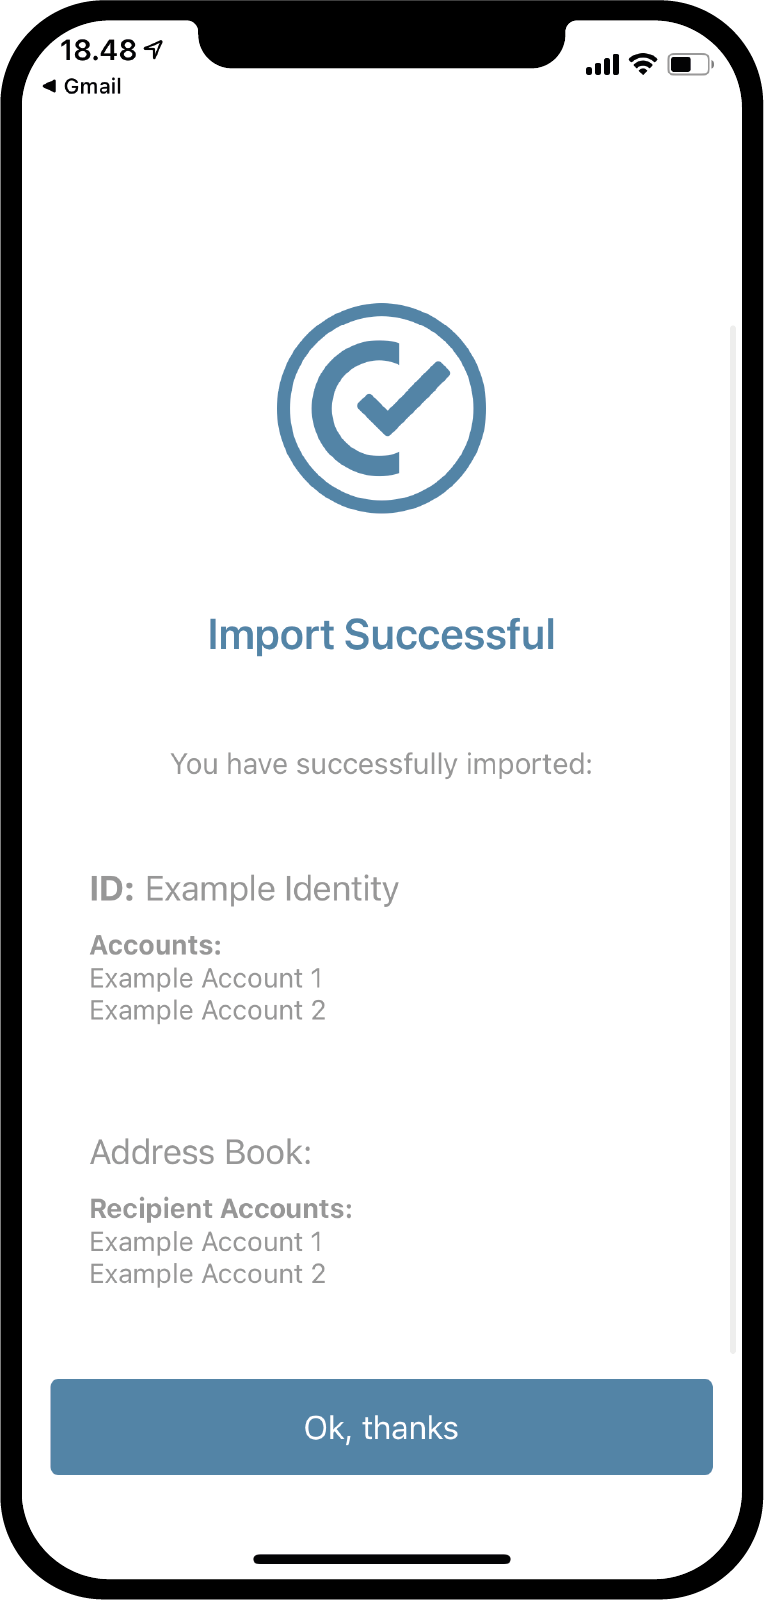 18.48
Gmail
Import Successful
You have successfully imported:
ID: Example Identity
Accounts:
Example Account 1
Example Account 2
Address Book:
Recipient Accounts:
Example Account 1
Example Account 2
Ok, thanks